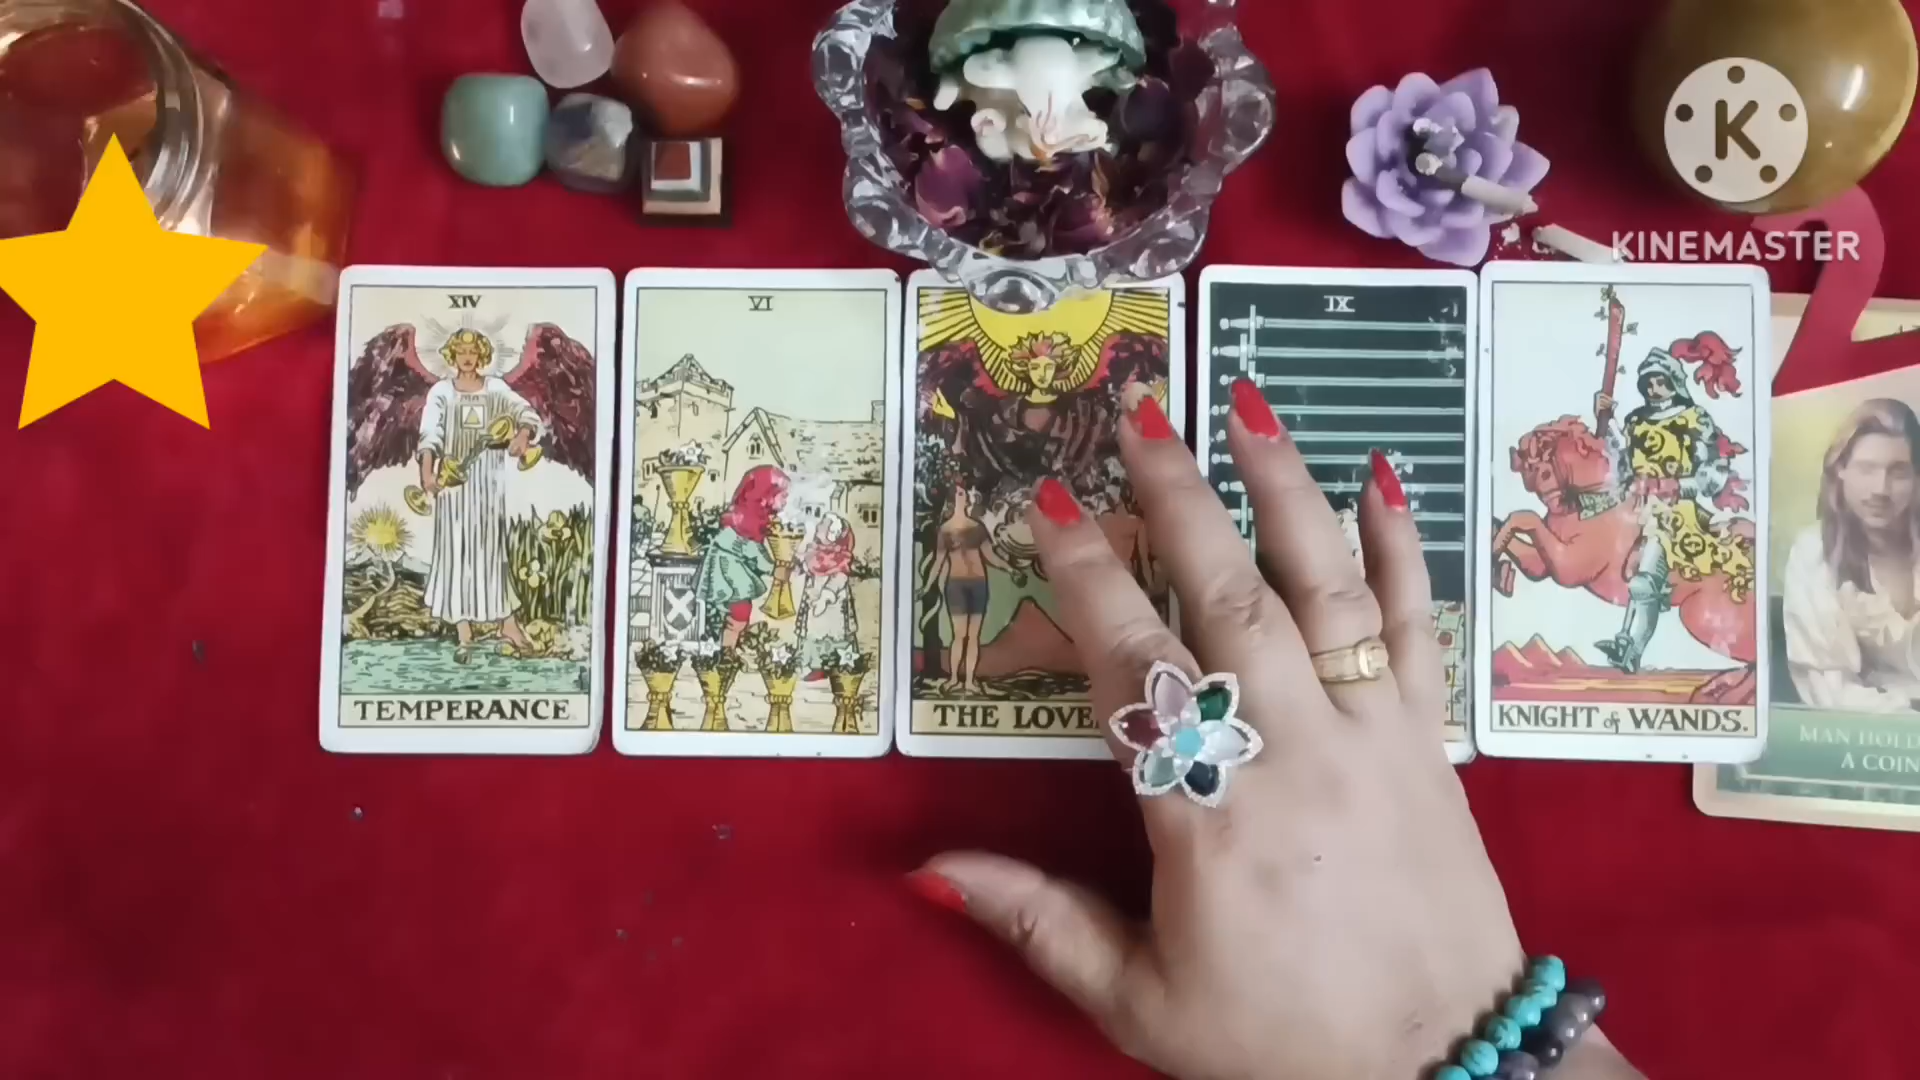 K
KINEMASTER
XIV
VI
IX
TEMPERANCE.
THE LOVE
KNIGHT of WANDS.
MAN HOLD
A COIN